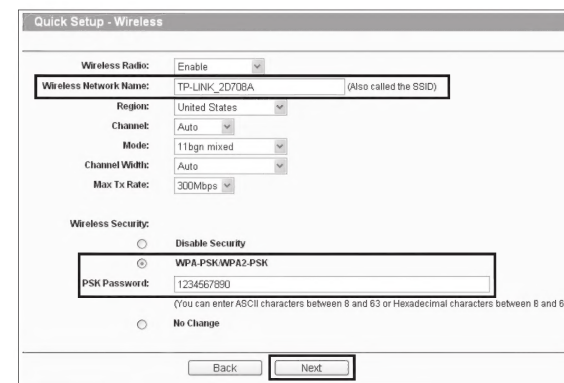 Quick Setup - Wireless
Wireless Radio: Enable
Wireless Network Name: TP-LINK_2D708A (Also called the SSID)
Region: United States
Channel: Auto
Mode: 11bgn mixed
Channel Width: Auto
Max Tx Rate: 300Mbps
Wireless Security:
Disable Security
WPA-PSK/WPA2-PSK
PSK Password: 1234567890
(You can enter ASCII characters between 8 and 63 or Hexadecimal characters between 8 and 6
No Change
Back Next